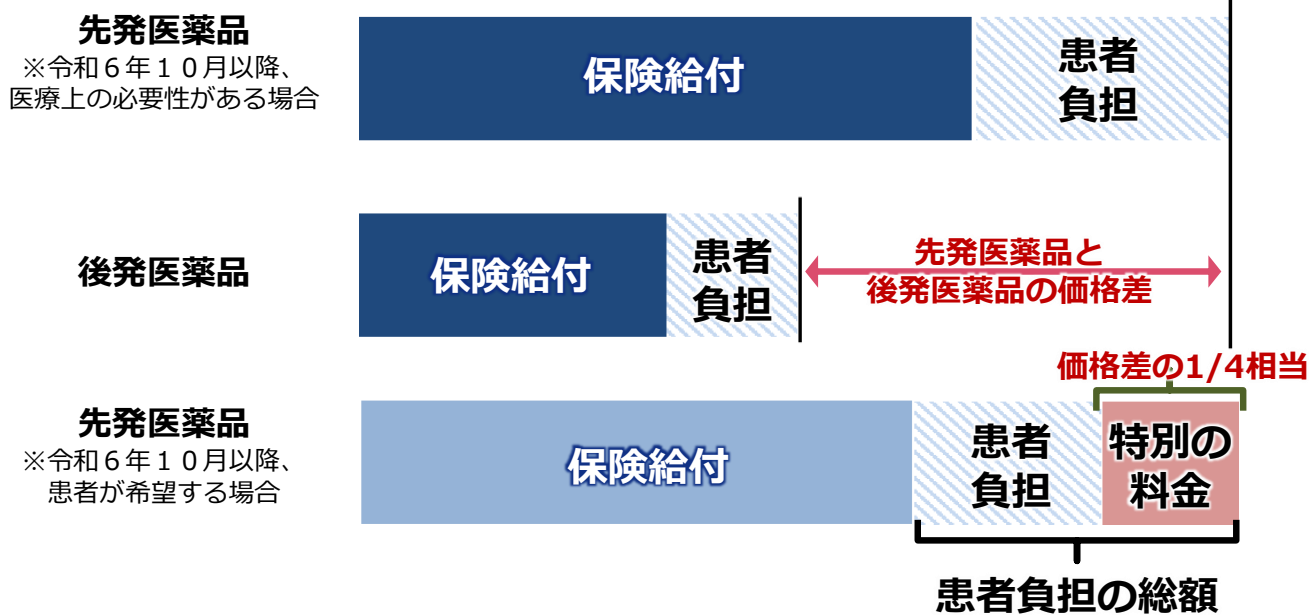 先発医薬品
※令和６年１０月以降、
医療上の必要性がある場合
保険給付
患者
負担
後発医薬品
保険給付
患者
負担
先発医薬品と
後発医薬品の価格差
価格差の1/4相当
先発医薬品
※令和６年１０月以降、
患者が希望する場合
保険給付
患者
負担
特別の
料金
患者負担の総額